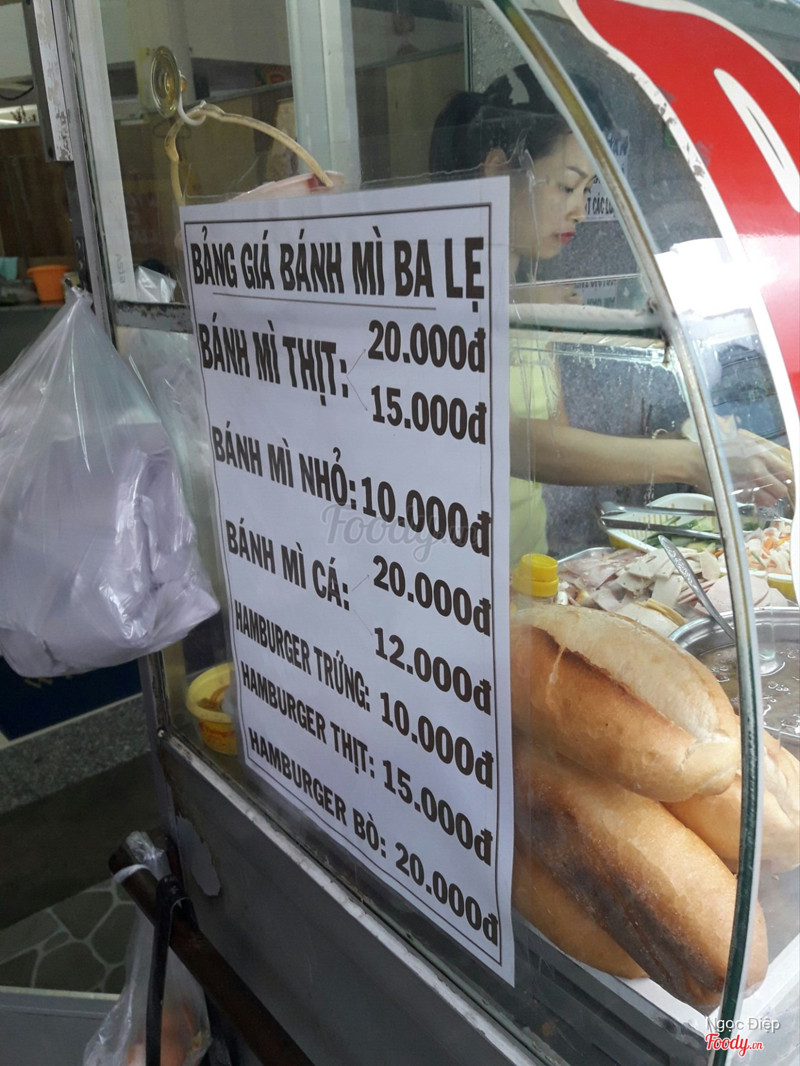 BẢNG GIÁ BÁNH MÌ BA LẸ
BÁNH MÌ THỊT: 20.000đ
15.000đ
BÁNH MÌ NHỎ: 10.000đ
BÁNH MÌ CÁ: 20.000đ
12.000đ
HAMBURGER TRỨNG: 10.000đ
HAMBURGER THỊT: 15.000đ
HAMBURGER BÒ: 20.000đ
Foody.vn
Ngọc Điệp
Foody.vn